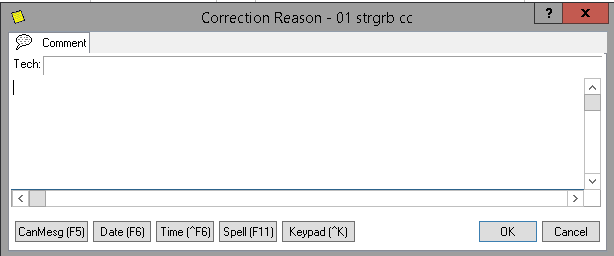 Correction Reason - 01 strgrb cc
? x
Comment
Tech:
CanMesg (F5) Date (F6) Time (^F6) Spell (F11) Keypad (^K) OK Cancel